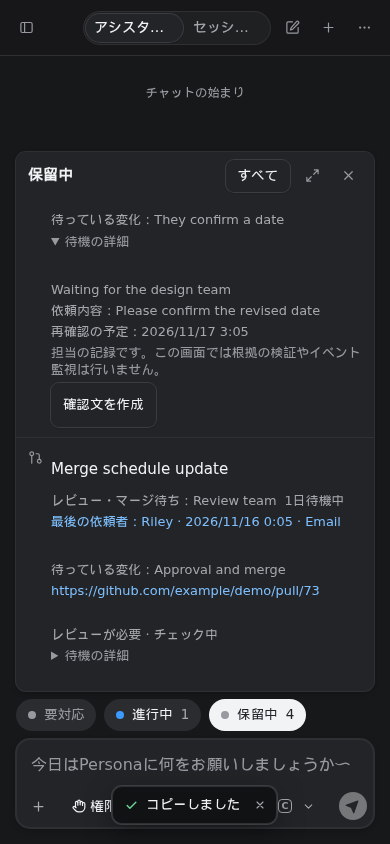 アシスタ… セッシ…
チャットの始まり
保留中 すべて
待っている変化：They confirm a date
▼ 待機の詳細
Waiting for the design team
依頼内容：Please confirm the revised date
再確認の予定：2026/11/17 3:05
担当の記録です。この画面では根拠の検証やイベント
監視は行いません。
確認文を作成
Merge schedule update
レビュー・マージ待ち：Review team 1日待機中
最後の依頼者：Riley · 2026/11/16 0:05 · Email
待っている変化：Approval and merge
https://github.com/example/demo/pull/73
レビューが必要 · チェック中
▶ 待機の詳細
要対応 進行中 1 保留中 4
今日はPersonaに何をお願いしましょうか
権限 コピーしました C